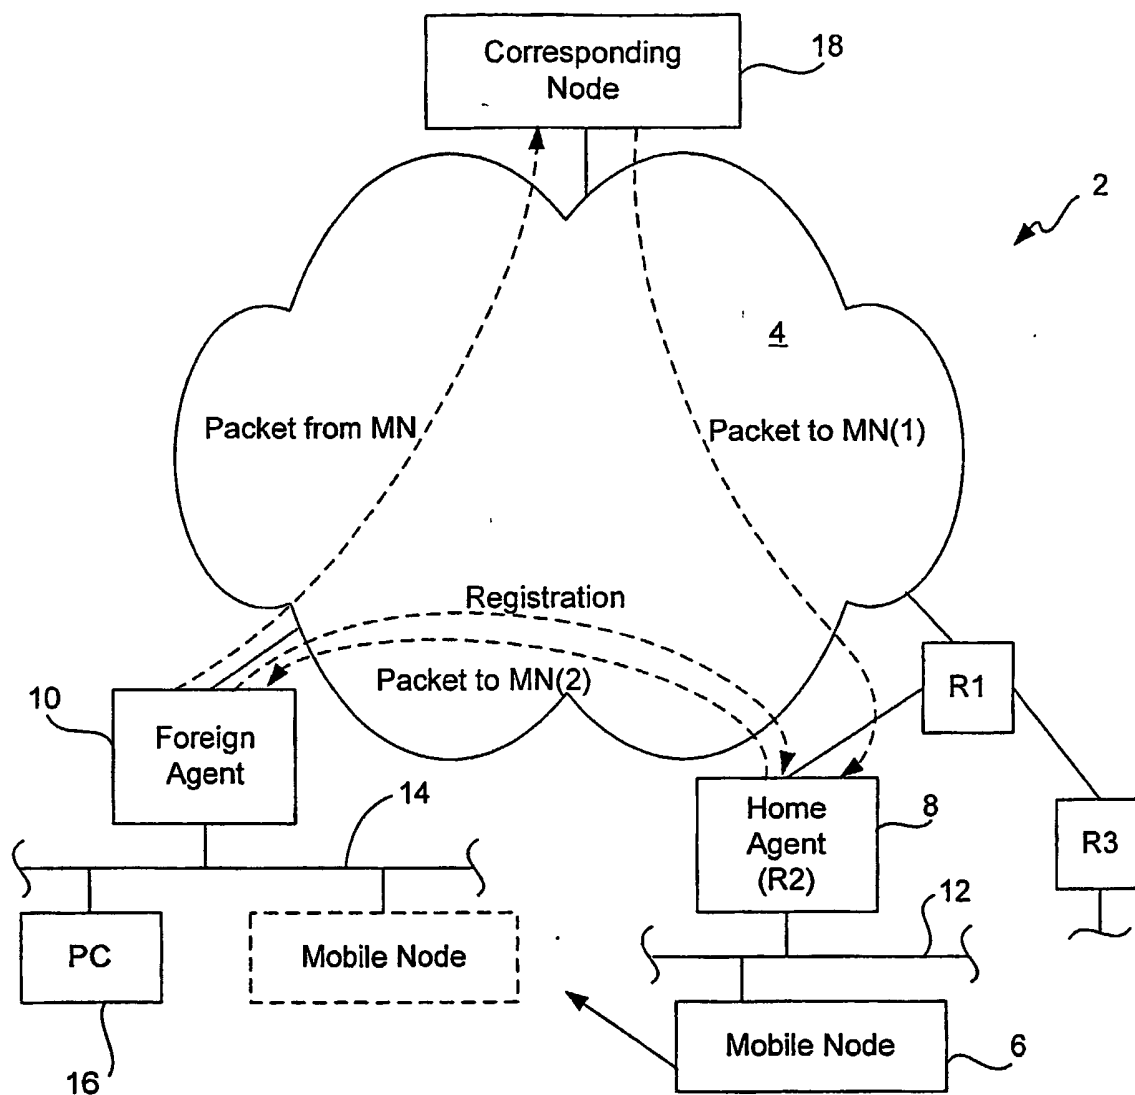 Corresponding
Node
18
2
4
Packet from MN
Packet to MN(1)
Registration
Packet to MN(2)
R1
10
Foreign
Agent
14
Home
Agent
(R2)
8
R3
12
PC
Mobile Node
Mobile Node
6
16